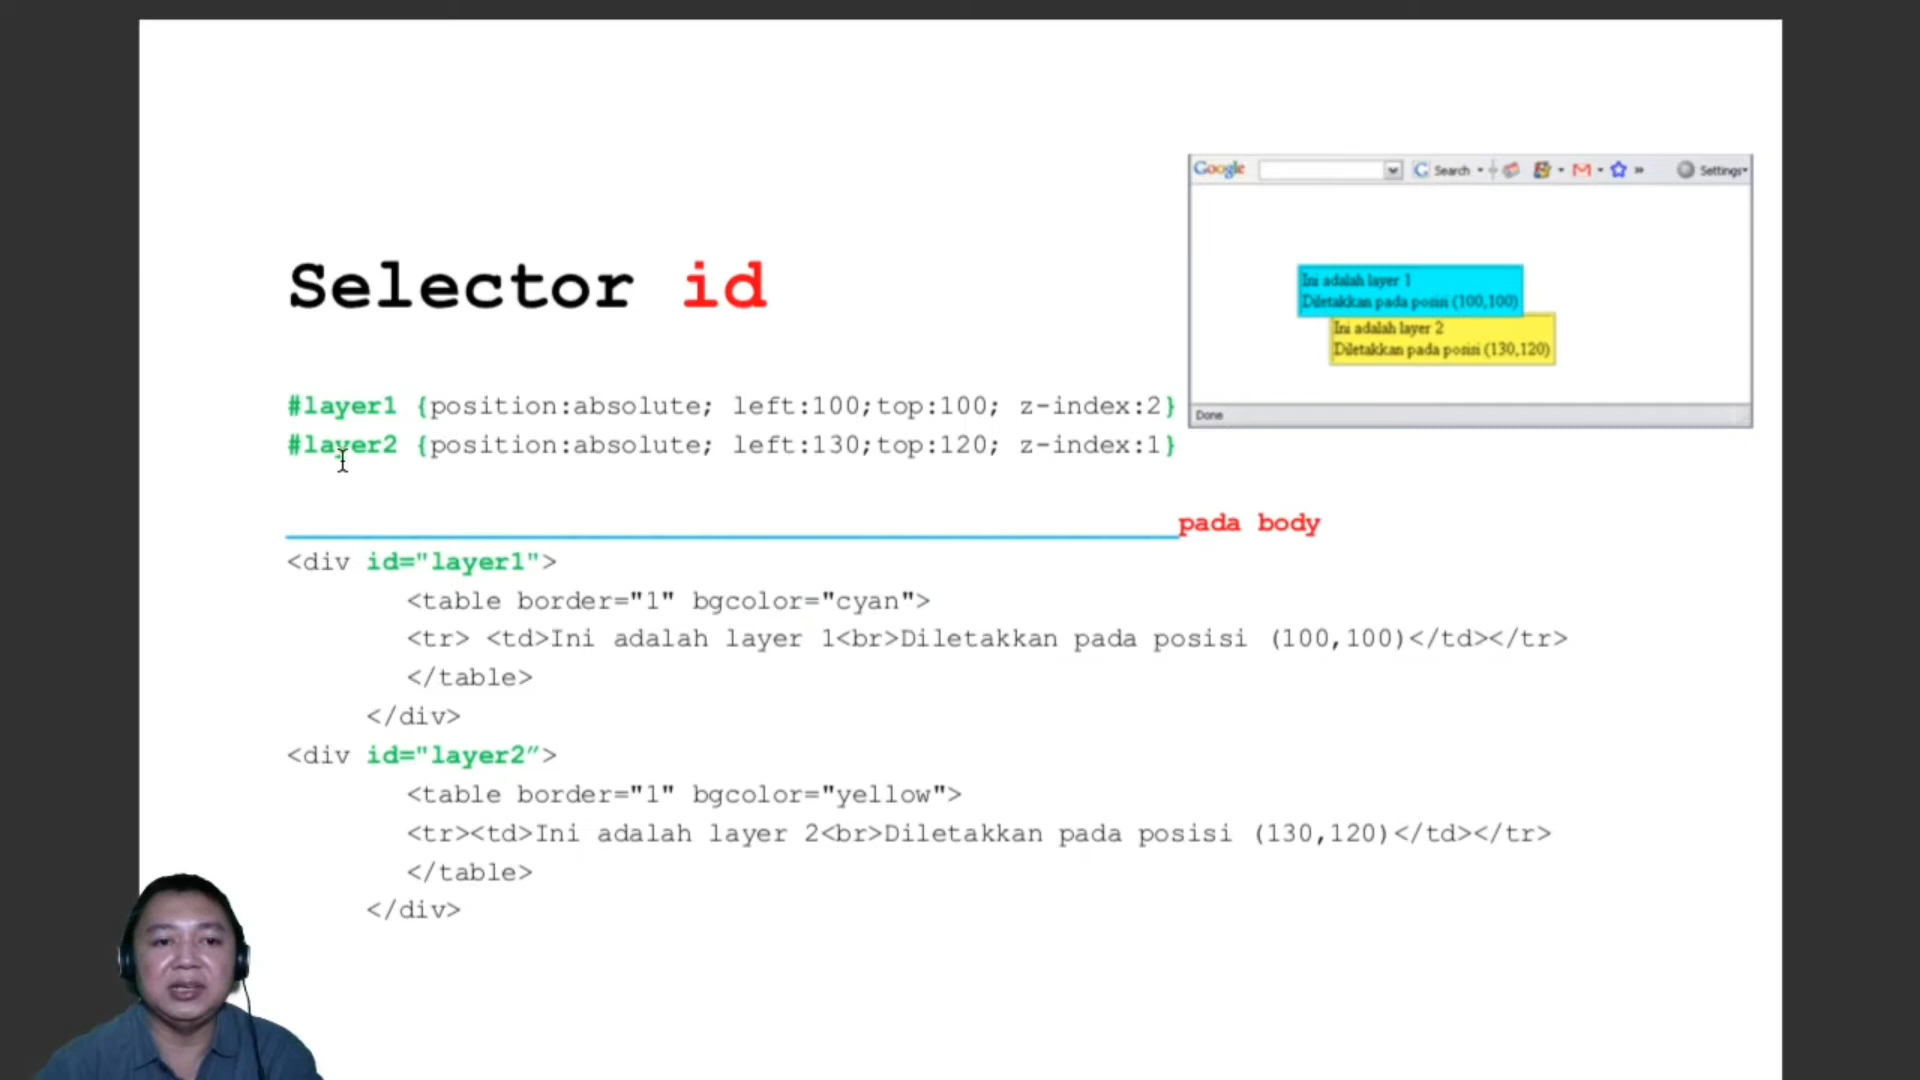 Google Search Settings
Ini adalah layer 1
Diletakkan pada posisi (100,100)
Ini adalah layer 2
Diletakkan pada posisi (130,120)
Done
Selector id
#layer1 {position:absolute; left:100;top:100; z-index:2}
#layer2 {position:absolute; left:130;top:120; z-index:1}
pada body
<div id="layer1">
<table border="1" bgcolor="cyan">
<tr> <td>Ini adalah layer 1<br>Diletakkan pada posisi (100,100)</td></tr>
</table>
</div>
<div id="layer2”>
<table border="1" bgcolor="yellow">
<tr><td>Ini adalah layer 2<br>Diletakkan pada posisi (130,120)</td></tr>
</table>
</div>